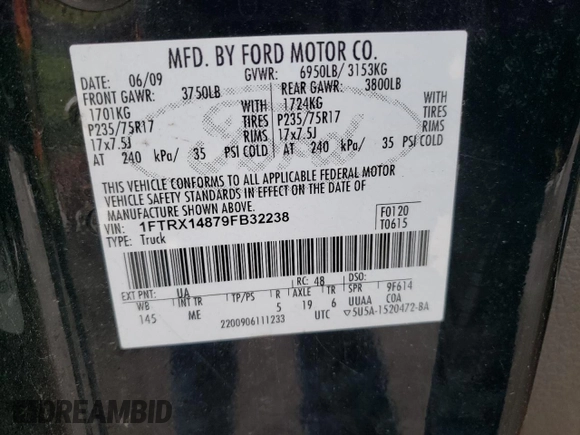 MFD. BY FORD MOTOR CO.
DATE: 06/09 GVWR: 6950LB/ 3153KG
FRONT GAWR: 3750LB REAR GAWR: 3800LB
1701KG 1724KG
P235/75R17 TIRES P235/75R17 TIRES
17x7.5J RIMS 17x7.5J RIMS
AT 240 kPa/ 35 PSI COLD AT 240 kPa/ 35 PSI COLD
THIS VEHICLE CONFORMS TO ALL APPLICABLE FEDERAL MOTOR
VEHICLE SAFETY STANDARDS IN EFFECT ON THE DATE OF
MANUFACTURE SHOWN ABOVE.
VIN: 1FTRX14879FB32238 F0120
TYPE: Truck T0615
EXT PNT: UA RC: 48 DSO:
WB INT TR TP/PS R AXLE TR SPR 9F614
145 ME 5 19 6 UUAA COA
2200906111233 UTC ▽5U5A-1520472-BA
DREAMBID